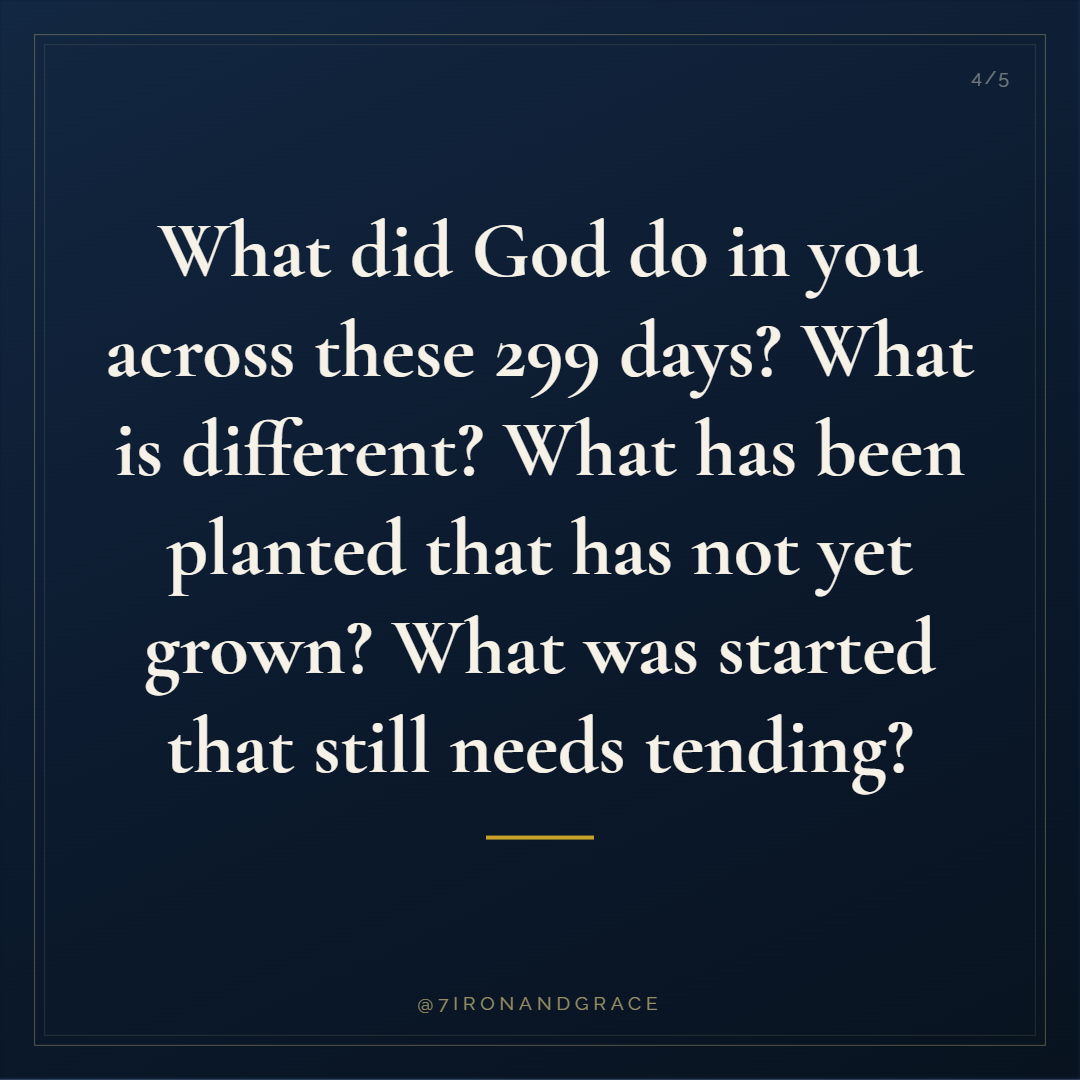 4/5
What did God do in you
across these 299 days? What
is different? What has been
planted that has not yet
grown? What was started
that still needs tending?
@7IRONANDGRACE